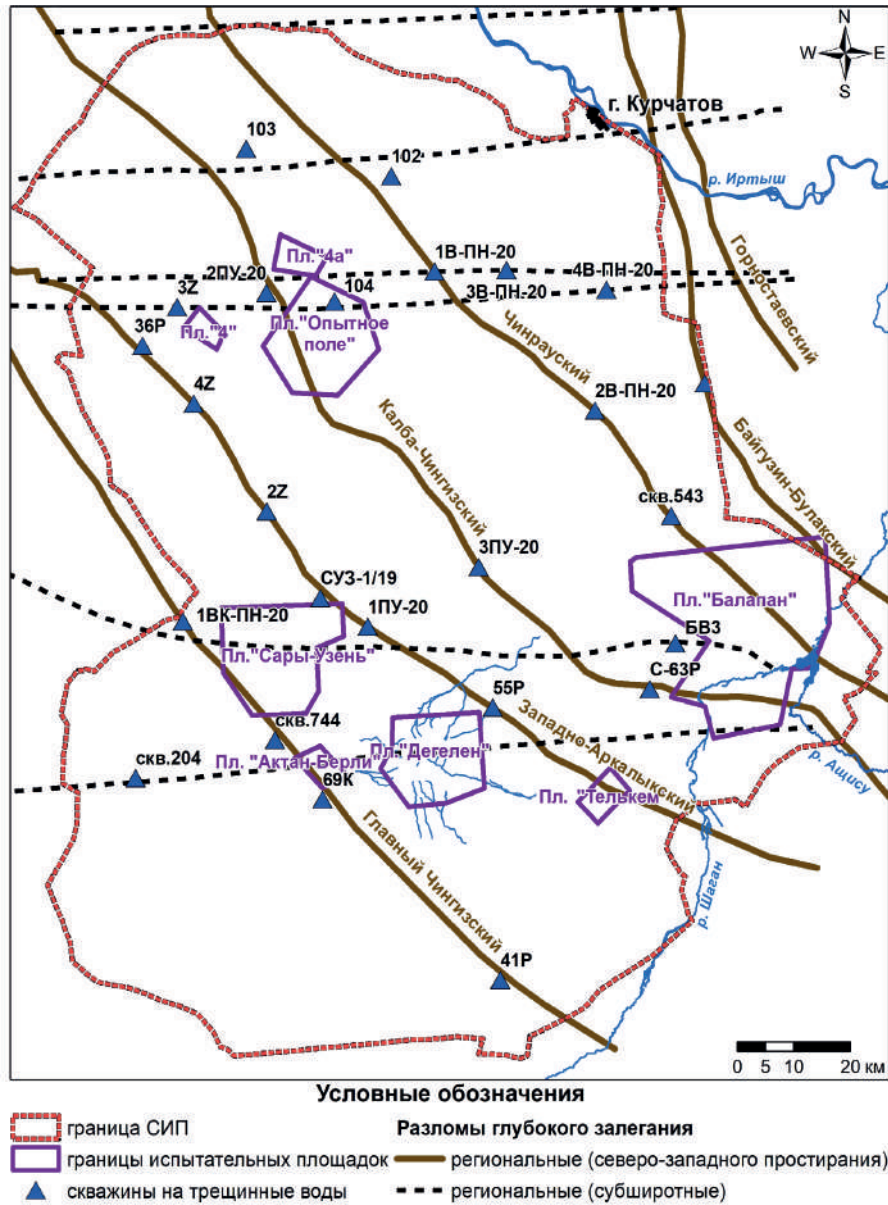 N
W E
S
г. Курчатов
103
102
р. Иртыш
Пл."4а"
1В-ПН-20
4В-ПН-20
2ПУ-20
3Z
104
3В-ПН-20
Горностаевский
Пл."4"
Пл."Опытное
поле"
36Р
Чинрауский
4Z
2В-ПН-20
Калба-Чингизский
Байгузин-Булакский
2Z
скв.543
3ПУ-20
СУЗ-1/19
Пл."Балапан"
1ВК-ПН-20
1ПУ-20
БВ3
Пл."Сары-Узень"
С-63Р
55Р
Западно-Аркалыкский
скв.744
Пл."Дегелен"
скв.204
Пл. "Актан-Берли"
р. Ащису
69К
Пл. "Телькем
Главный Чингизский
р. Шаган
41Р
0 5 10 20 км
Условные обозначения
граница СИП
Разломы глубокого залегания
границы испытательных площадок
региональные (северо-западного простирания)
скважины на трещинные воды
региональные (субширотные)